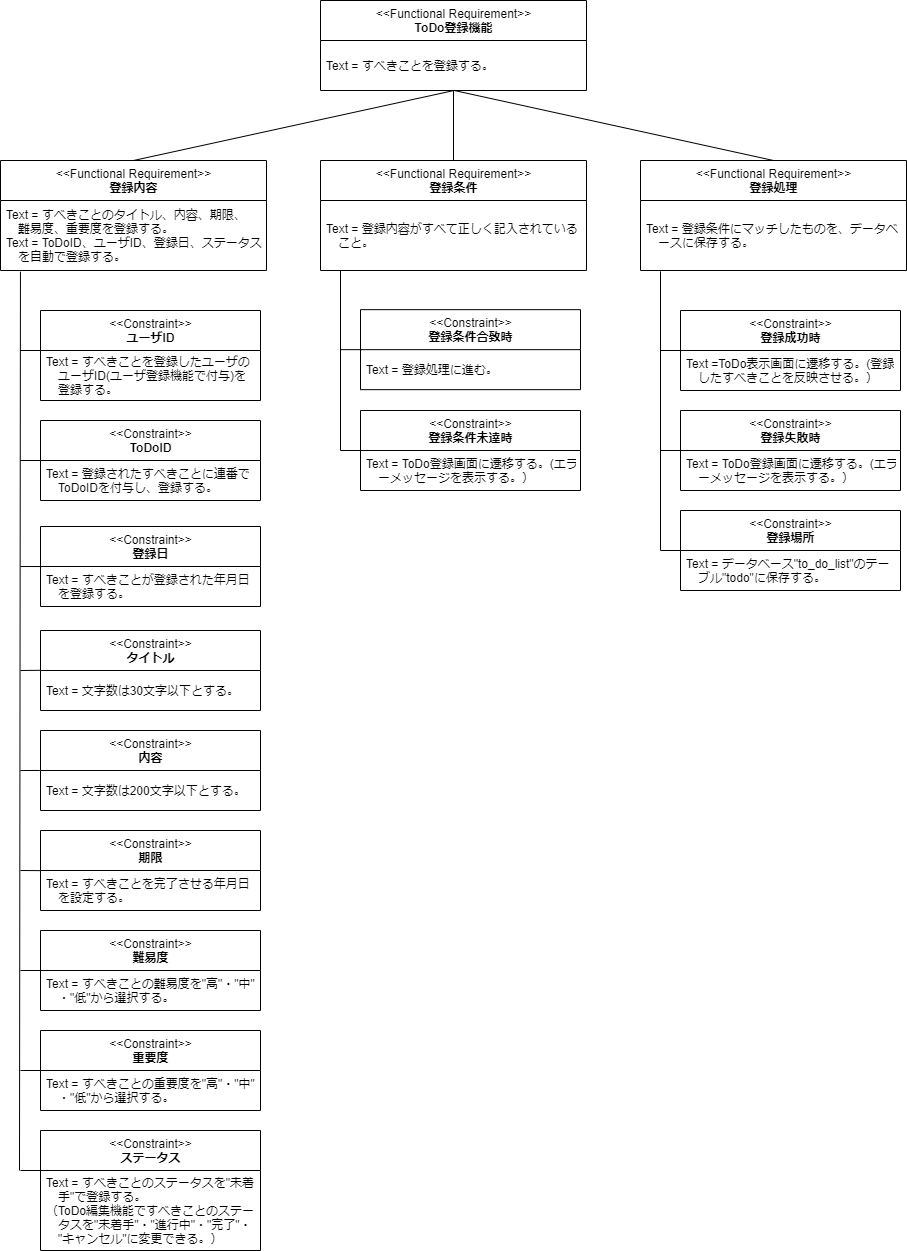 <<Functional Requirement>>
ToDo登録機能
Text = すべきことを登録する。
<<Functional Requirement>>
登録内容
Text = すべきことのタイトル、内容、期限、
難易度、重要度を登録する。
Text = ToDoID、ユーザID、登録日、ステータス
を自動で登録する。
<<Constraint>>
ユーザID
Text = すべきことを登録したユーザの
ユーザID(ユーザ登録機能で付与)を
登録する。
<<Constraint>>
ToDoID
Text = 登録されたすべきことに連番で
ToDoIDを付与し、登録する。
<<Constraint>>
登録日
Text = すべきことが登録された年月日
を登録する。
<<Constraint>>
タイトル
Text = 文字数は30文字以下とする。
<<Constraint>>
内容
Text = 文字数は200文字以下とする。
<<Constraint>>
期限
Text = すべきことを完了させる年月日
を設定する。
<<Constraint>>
難易度
Text = すべきことの難易度を"高"・"中"
・"低"から選択する。
<<Constraint>>
重要度
Text = すべきことの重要度を"高"・"中"
・"低"から選択する。
<<Constraint>>
ステータス
Text = すべきことのステータスを"未着
手"で登録する。
（ToDo編集機能ですべきことのステー
タスを"未着手"・"進行中"・"完了"・
"キャンセル"に変更できる。）
<<Functional Requirement>>
登録条件
Text = 登録内容がすべて正しく記入されている
こと。
<<Constraint>>
登録条件合致時
Text = 登録処理に進む。
<<Constraint>>
登録条件未達時
Text = ToDo登録画面に遷移する。(エラ
ーメッセージを表示する。）
<<Functional Requirement>>
登録処理
Text = 登録条件にマッチしたものを、データベ
ースに保存する。
<<Constraint>>
登録成功時
Text =ToDo表示画面に遷移する。(登録
したすべきことを反映させる。）
<<Constraint>>
登録失敗時
Text = ToDo登録画面に遷移する。(エラ
ーメッセージを表示する。）
<<Constraint>>
登録場所
Text = データベース"to_do_list"のテー
ブル"todo"に保存する。